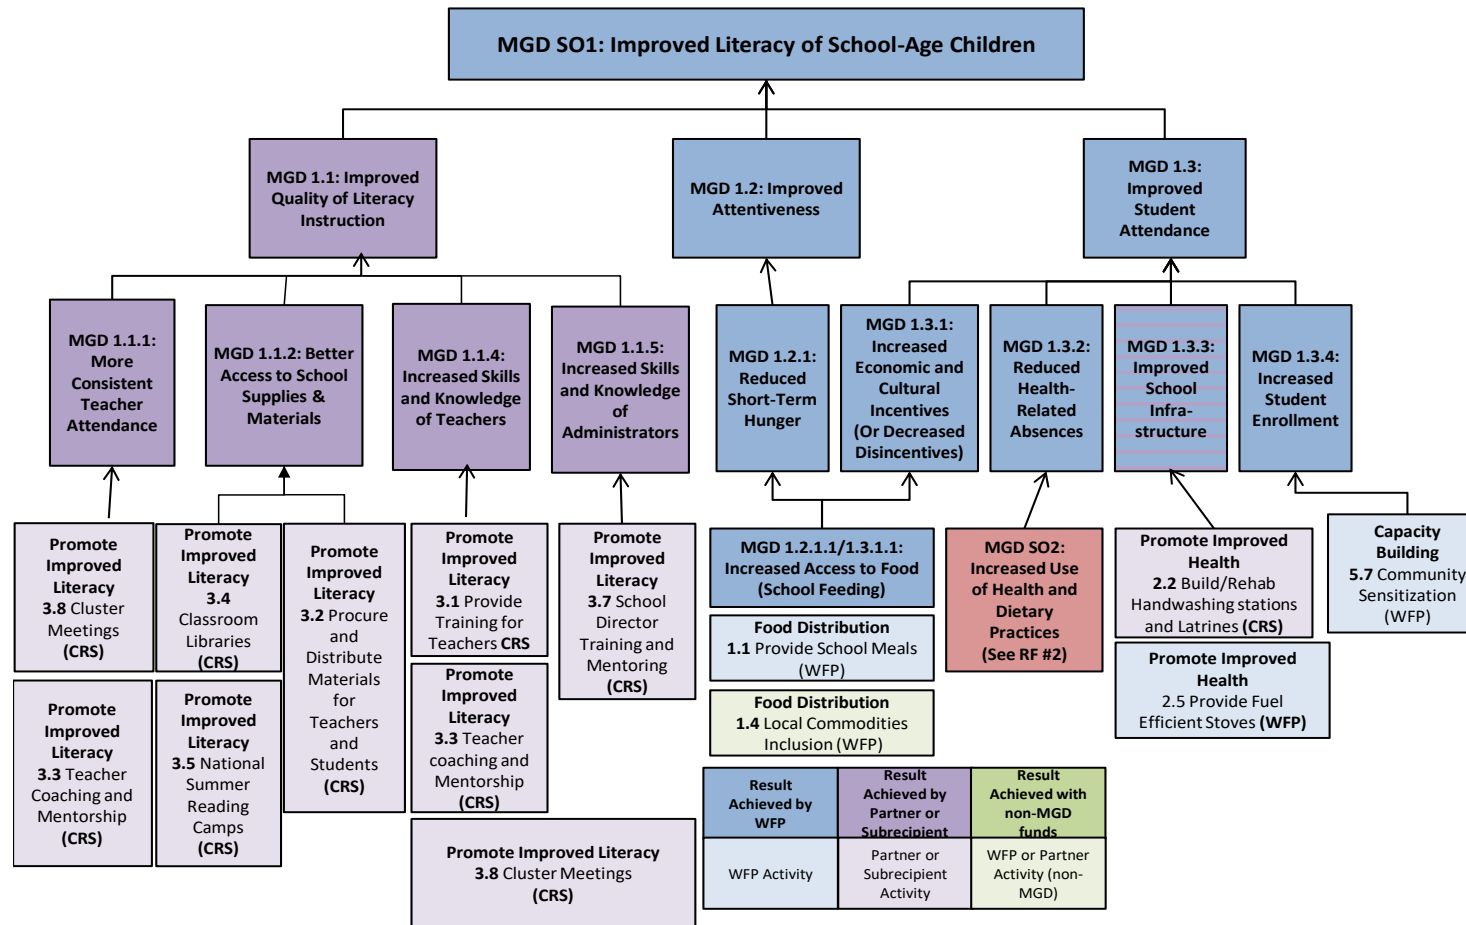 MGD SO1: Improved Literacy of School-Age Children
MGD 1.1: Improved
Quality of Literacy
Instruction
MGD 1.2: Improved
Attentiveness
MGD 1.3:
Improved
Student
Attendance
MGD 1.1.1:
More
Consistent
Teacher
Attendance
MGD 1.1.2: Better
Access to School
Supplies &
Materials
MGD 1.1.4:
Increased Skills
and Knowledge
of Teachers
MGD 1.1.5:
Increased Skills
and Knowledge
of
Administrators
MGD 1.2.1:
Reduced
Short-Term
Hunger
MGD 1.3.1:
Increased
Economic and
Cultural
Incentives
(Or Decreased
Disincentives)
MGD 1.3.2:
Reduced
Health-
Related
Absences
MGD 1.3.3:
Improved
School
Infra-
structure
MGD 1.3.4:
Increased
Student
Enrollment
Promote
Improved
Literacy
3.8 Cluster
Meetings
(CRS)
Promote
Improved
Literacy
3.3 Teacher
Coaching and
Mentorship
(CRS)
Promote
Improved
Literacy
3.4
Classroom
Libraries
(CRS)
Promote
Improved
Literacy
3.5 National
Summer
Reading
Camps
(CRS)
Promote
Improved
Literacy
3.2 Procure
and
Distribute
Materials
for
Teachers
and
Students
(CRS)
Promote
Improved
Literacy
3.1 Provide
Training for
Teachers CRS
Promote
Improved
Literacy
3.3 Teacher
coaching and
Mentorship
(CRS)
Promote Improved Literacy
3.8 Cluster Meetings
(CRS)
Promote
Improved
Literacy
3.7 School
Director
Training and
Mentoring
(CRS)
MGD 1.2.1.1/1.3.1.1:
Increased Access to Food
(School Feeding)
Food Distribution
1.1 Provide School Meals
(WFP)
Food Distribution
1.4 Local Commodities
Inclusion (WFP)
MGD SO2:
Increased Use
of Health and
Dietary
Practices
(See RF #2)
Promote Improved
Health
2.2 Build/Rehab
Handwashing stations
and Latrines (CRS)
Promote Improved
Health
2.5 Provide Fuel
Efficient Stoves (WFP)
Capacity
Building
5.7 Community
Sensitization
(WFP)
Result
Achieved by
WFP
Result
Achieved by
Partner or
Subrecipient
Result
Achieved with
non-MGD
funds
WFP Activity
Partner or
Subrecipient
Activity
WFP or Partner
Activity (non-
MGD)